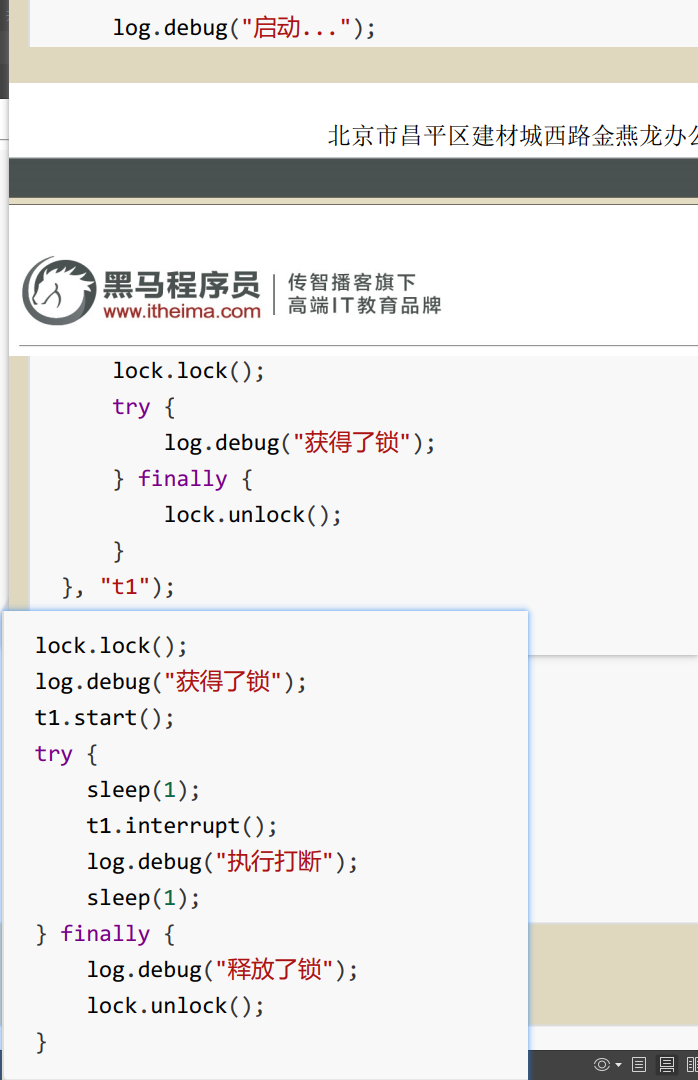 log.debug("启动...");
北京市昌平区建材城西路金燕龙办公
黑马程序员
www.itheima.com
传智播客旗下
高端IT教育品牌
lock.lock();
try {
log.debug("获得了锁");
} finally {
lock.unlock();
}
}, "t1");
lock.lock();
log.debug("获得了锁");
t1.start();
try {
sleep(1);
t1.interrupt();
log.debug("执行打断");
sleep(1);
} finally {
log.debug("释放了锁");
lock.unlock();
}